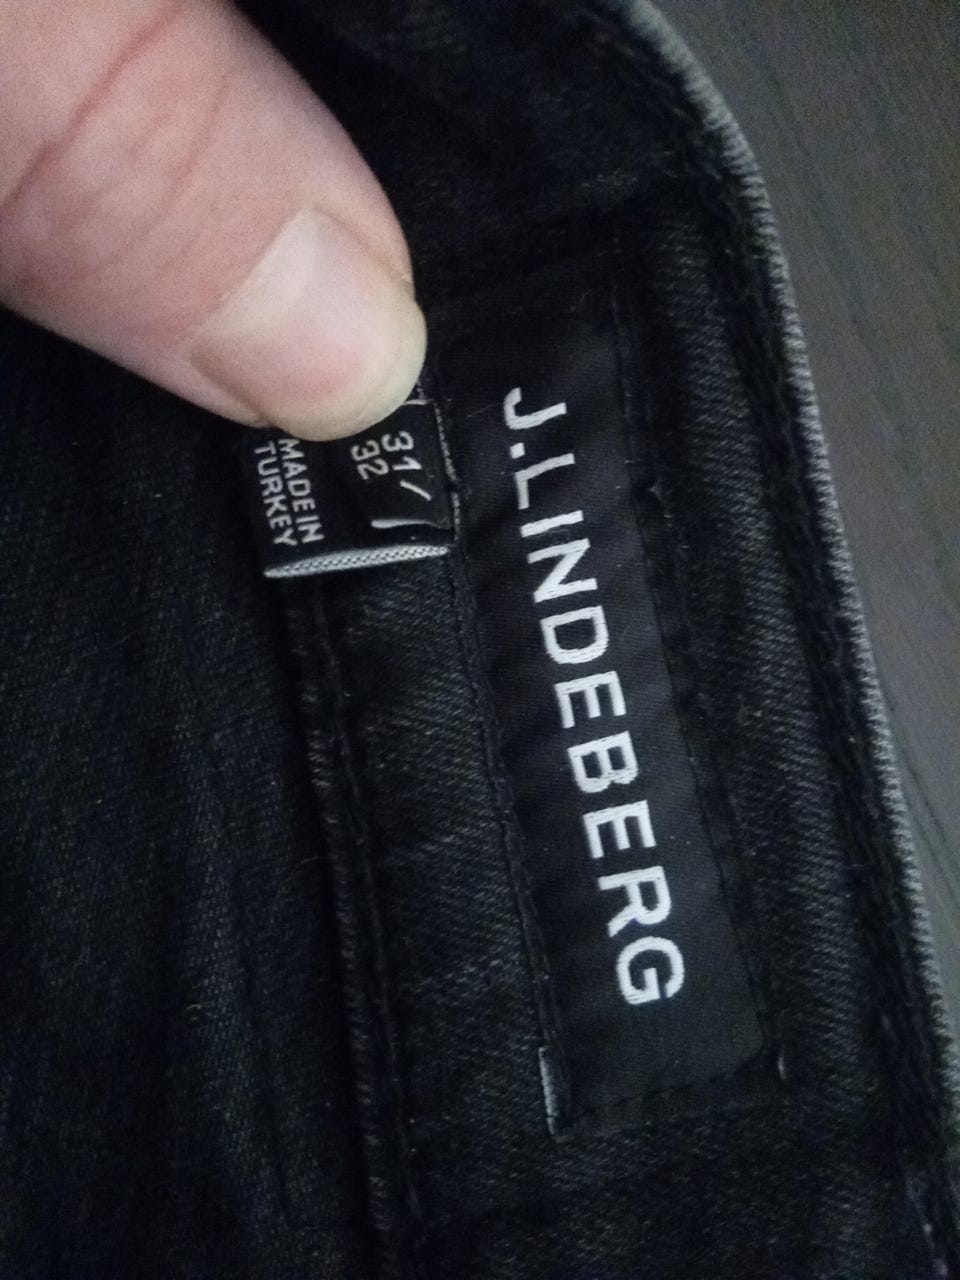 J.LINDEBERG
31/
32
MADE IN
TURKEY